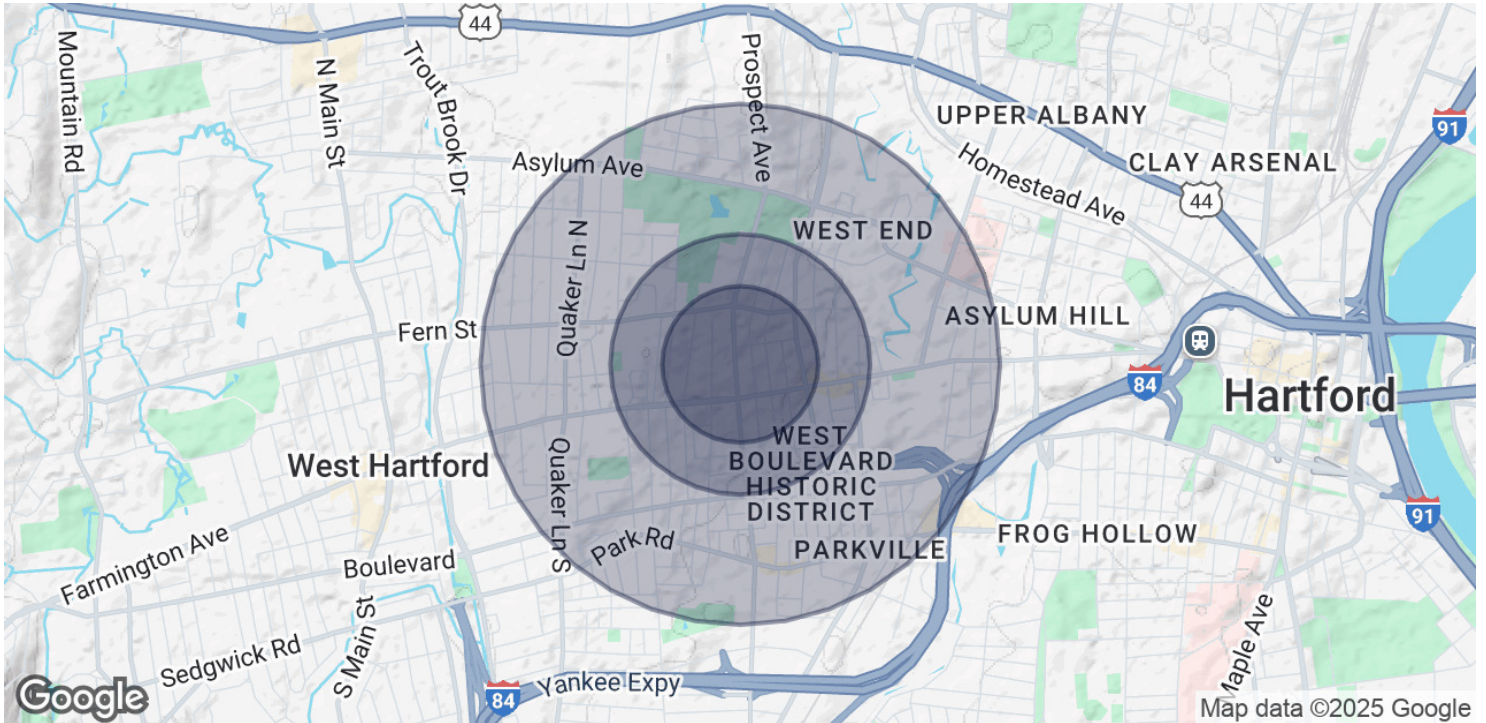 44
Mountain Rd
N Main St
Trout Brook Dr
Prospect Ave
UPPER ALBANY
91
Asylum Ave
Homestead Ave
CLAY ARSENAL
44
Quaker Ln N
WEST END
Fern St
ASYLUM HILL
84
Hartford
West Hartford
WEST
BOULEVARD
HISTORIC
DISTRICT
Quaker Ln S
91
Park Rd
PARKVILLE
FROG HOLLOW
Farmington Ave
Boulevard
S Main St
Sedgwick Rd
Maple Ave
84
Yankee Expy
Google
Map data ©2025 Google